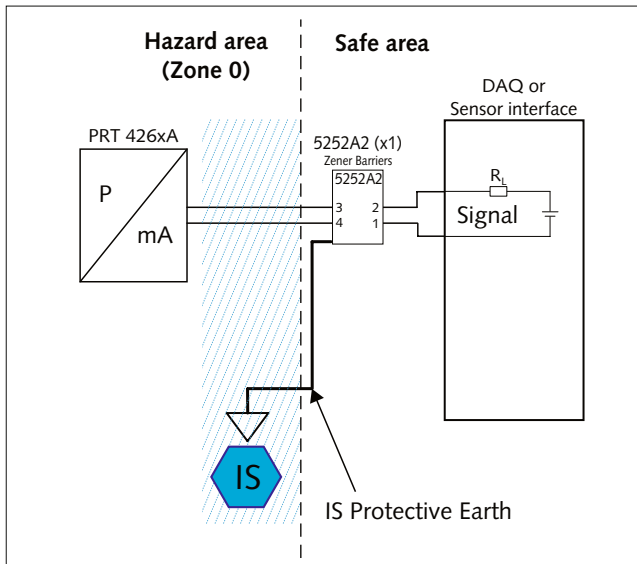 Hazard area
(Zone 0)
Safe area
DAQ or
Sensor interface
PRT 426xA
5252A2 (x1)
Zener Barriers
5252A2
P
mA
3
2
4
1
RL
Signal
IS
IS Protective Earth